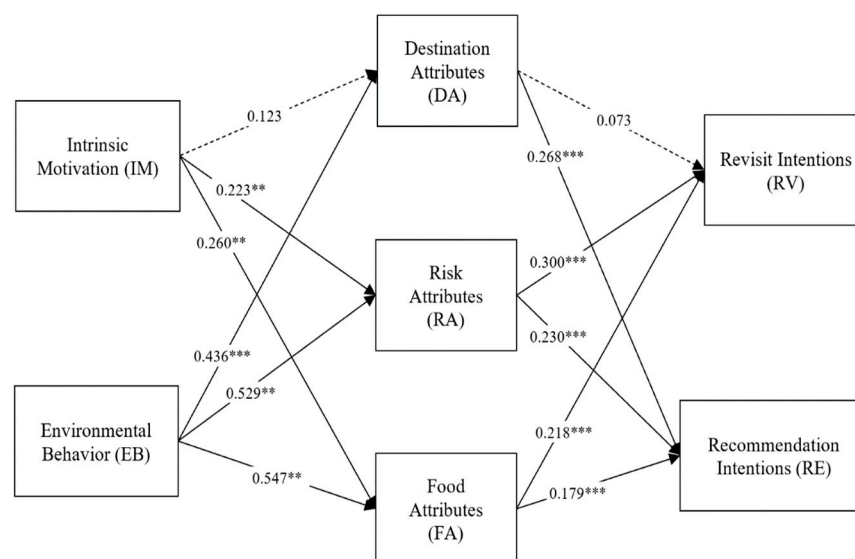 Destination
Attributes
(DA)
Intrinsic
Motivation (IM)
0.123
0.073
Revisit Intentions
(RV)
0.268***
0.223**
0.260**
Risk
Attributes
(RA)
0.300***
0.230***
0.436***
0.529**
Environmental
Behavior (EB)
0.547**
Food
Attributes
(FA)
0.218***
0.179***
Recommendation
Intentions (RE)